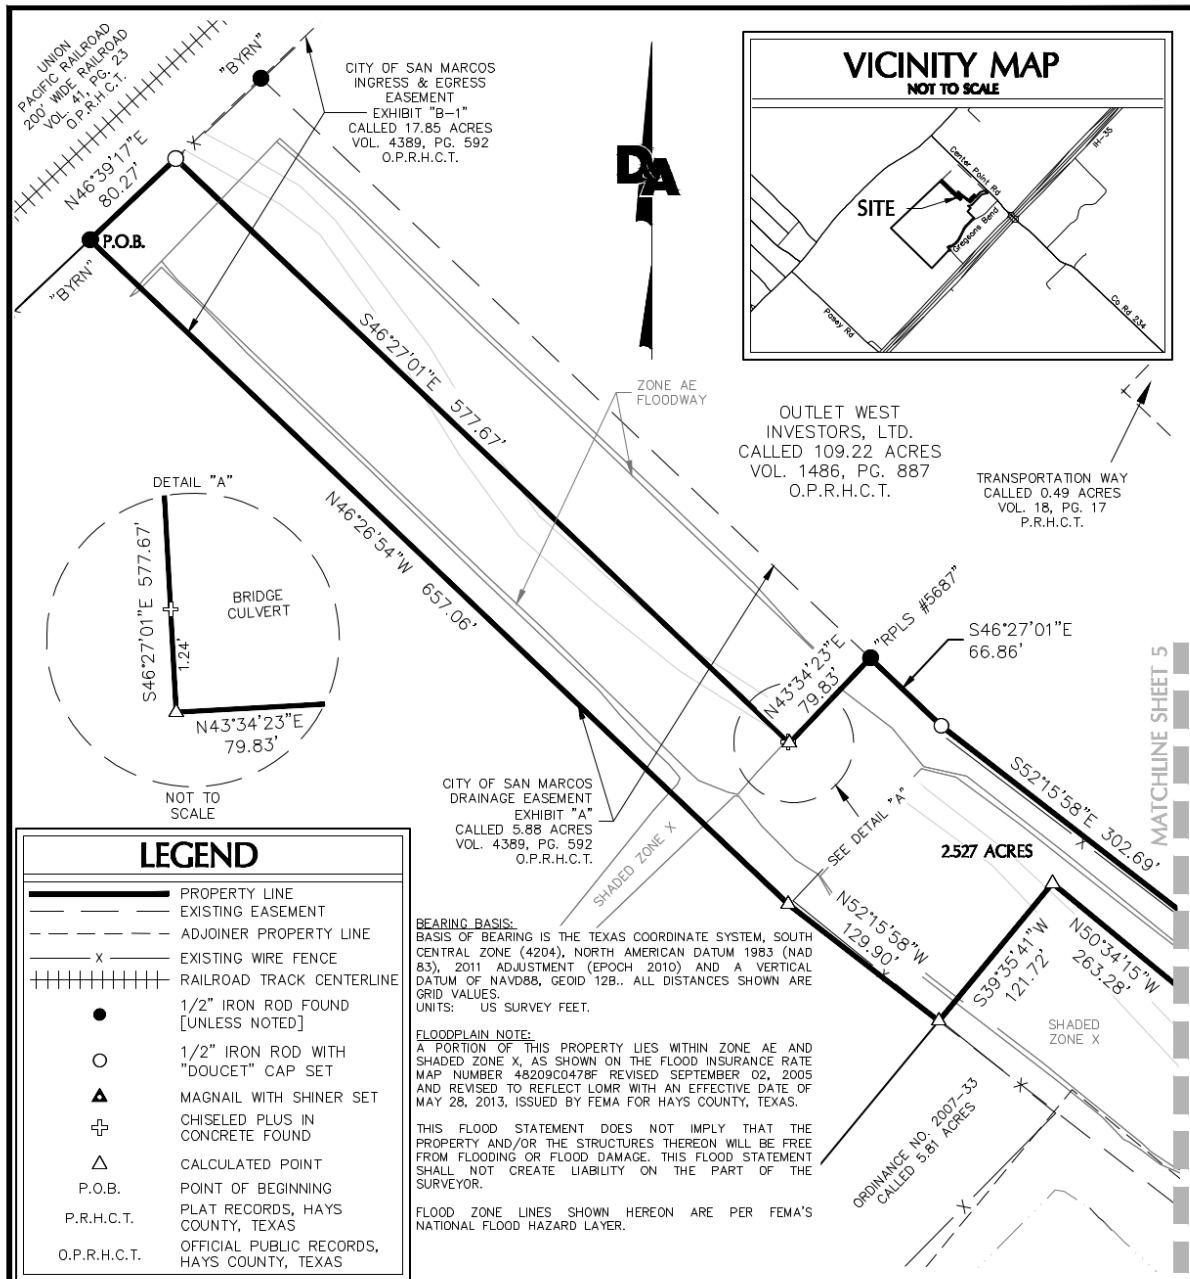 UNION
PACIFIC RAILROAD
200' WIDE RAILROAD
VOL. 41, PG. 23
O.P.R.H.C.T.
"BYRN"
CITY OF SAN MARCOS
INGRESS & EGRESS
EASEMENT
EXHIBIT "B-1"
CALLED 17.85 ACRES
VOL. 4389, PG. 592
O.P.R.H.C.T.
N46°39'17"E
80.27'
X
P.O.B.
"BYRN"
DA
VICINITY MAP
NOT TO SCALE
Center Point Rd
IH-35
SITE
Gregsons Bend
Posey Rd
Co Rd 234
S46°27'01"E 577.67'
ZONE AE
FLOODWAY
OUTLET WEST
INVESTORS, LTD.
CALLED 109.22 ACRES
VOL. 1486, PG. 887
O.P.R.H.C.T.
TRANSPORTATION WAY
CALLED 0.49 ACRES
VOL. 18, PG. 17
P.R.H.C.T.
DETAIL "A"
S46°27'01"E 577.67'
1.24'
BRIDGE
CULVERT
N43°34'23"E
79.83'
NOT TO
SCALE
N46°26'54"W 657.06'
"RPLS #5687"
N43°34'23"E
79.83'
S46°27'01"E
66.86'
S52°15'58"E 302.69'
X
MATCHLINE SHEET 5
CITY OF SAN MARCOS
DRAINAGE EASEMENT
EXHIBIT "A"
CALLED 5.88 ACRES
VOL. 4389, PG. 592
O.P.R.H.C.T.
SHADED ZONE X
SEE DETAIL "A"
2.527 ACRES
N52°15'58"W
129.90'
X
S39°35'41"W
121.72'
N50°34'15"W
263.28'
SHADED
ZONE X
X
ORDINANCE NO. 2007-33
CALLED 5.81 ACRES
X
LEGEND
PROPERTY LINE
EXISTING EASEMENT
ADJOINER PROPERTY LINE
X EXISTING WIRE FENCE
RAILROAD TRACK CENTERLINE
1/2" IRON ROD FOUND
[UNLESS NOTED]
1/2" IRON ROD WITH
"DOUCET" CAP SET
MAGNAIL WITH SHINER SET
CHISELED PLUS IN
CONCRETE FOUND
CALCULATED POINT
P.O.B. POINT OF BEGINNING
P.R.H.C.T. PLAT RECORDS, HAYS
COUNTY, TEXAS
O.P.R.H.C.T. OFFICIAL PUBLIC RECORDS,
HAYS COUNTY, TEXAS
BEARING BASIS:
BASIS OF BEARING IS THE TEXAS COORDINATE SYSTEM, SOUTH
CENTRAL ZONE (4204), NORTH AMERICAN DATUM 1983 (NAD
83), 2011 ADJUSTMENT (EPOCH 2010) AND A VERTICAL
DATUM OF NAVD88, GEOID 12B.. ALL DISTANCES SHOWN ARE
GRID VALUES.
UNITS: US SURVEY FEET.
FLOODPLAIN NOTE:
A PORTION OF THIS PROPERTY LIES WITHIN ZONE AE AND
SHADED ZONE X, AS SHOWN ON THE FLOOD INSURANCE RATE
MAP NUMBER 48209C0478F REVISED SEPTEMBER 02, 2005
AND REVISED TO REFLECT LOMR WITH AN EFFECTIVE DATE OF
MAY 28, 2013, ISSUED BY FEMA FOR HAYS COUNTY, TEXAS.
THIS FLOOD STATEMENT DOES NOT IMPLY THAT THE
PROPERTY AND/OR THE STRUCTURES THEREON WILL BE FREE
FROM FLOODING OR FLOOD DAMAGE. THIS FLOOD STATEMENT
SHALL NOT CREATE LIABILITY ON THE PART OF THE
SURVEYOR.
FLOOD ZONE LINES SHOWN HEREON ARE PER FEMA'S
NATIONAL FLOOD HAZARD LAYER.